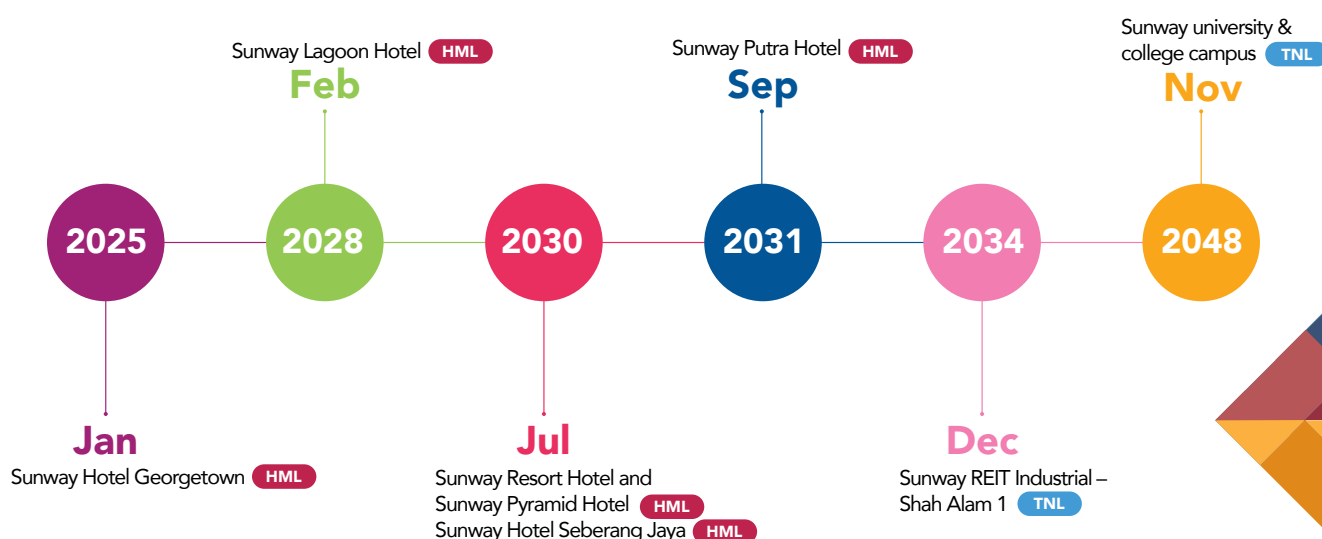 Sunway Lagoon Hotel HML
Feb
Sunway Putra Hotel HML
Sep
Sunway university &
college campus TNL
Nov
2025
2028
2030
2031
2034
2048
Jan
Sunway Hotel Georgetown HML
Jul
Sunway Resort Hotel and
Sunway Pyramid Hotel HML
Sunway Hotel Seberang Jaya HML
Dec
Sunway REIT Industrial –
Shah Alam 1 TNL